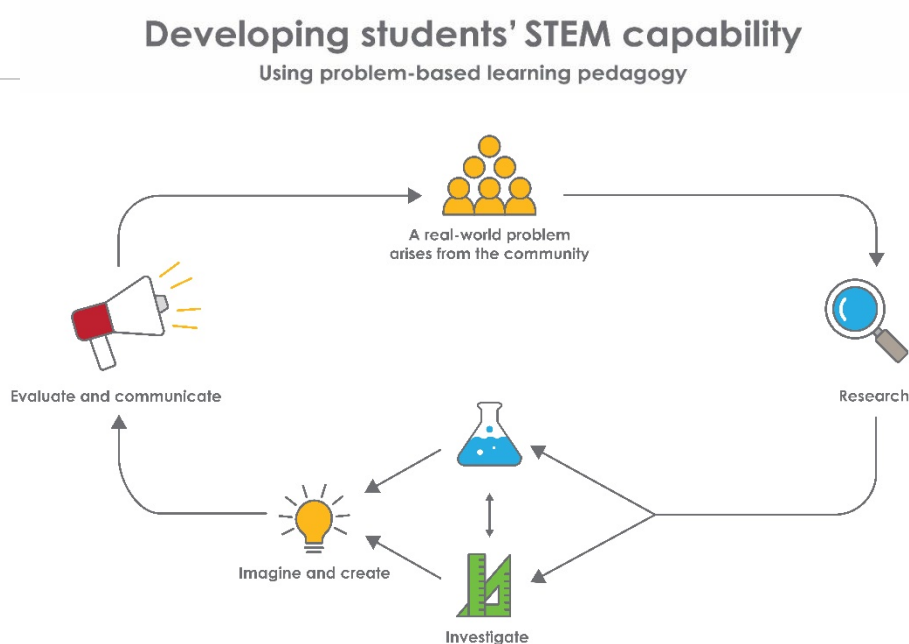 Developing students' STEM capability
Using problem-based learning pedagogy
A real-world problem
arises from the community
Research
Investigate
Imagine and create
Evaluate and communicate